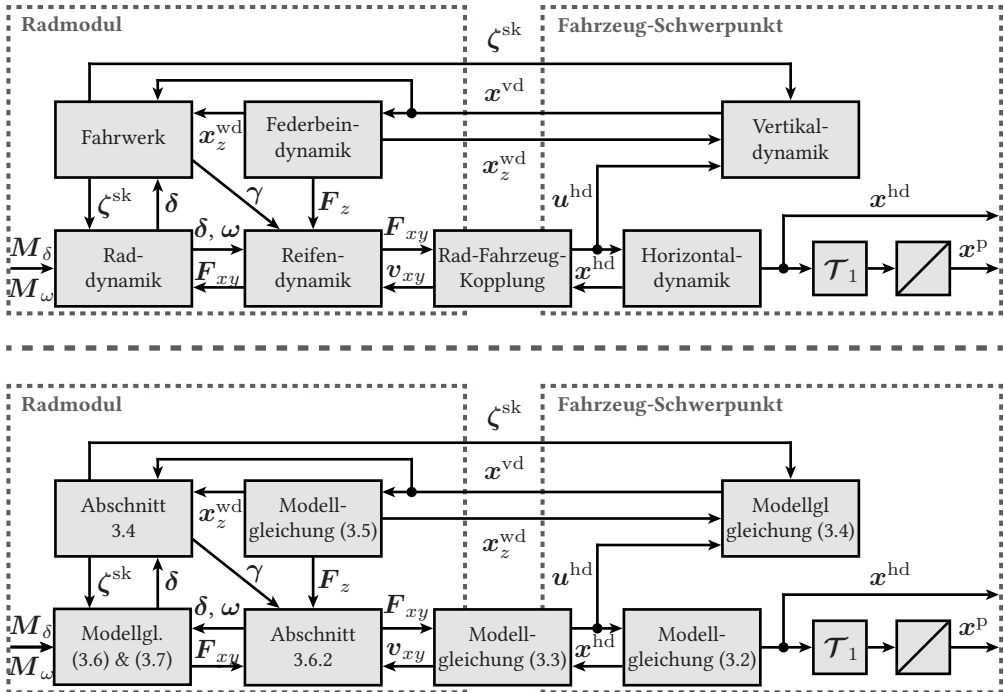 Radmodul
Fahrzeug-Schwerpunkt
ζ^sk
x^vd
Fahrwerk
x_z^wd
Federbein-
dynamik
Vertikal-
dynamik
x_z^wd
ζ^sk
δ
γ
F_z
u^hd
x^hd
M_δ
M_ω
Rad-
dynamik
δ, ω
F_xy
Reifen-
dynamik
F_xy
v_xy
Rad-Fahrzeug-
Kopplung
x^hd
Horizontal-
dynamik
𝒯_1
x^p
Radmodul
Fahrzeug-Schwerpunkt
ζ^sk
x^vd
Abschnitt
3.4
x_z^wd
Modell-
gleichung (3.5)
Modellgl
gleichung (3.4)
x_z^wd
ζ^sk
δ
γ
F_z
u^hd
x^hd
M_δ
M_ω
Modellgl.
(3.6) & (3.7)
δ, ω
F_xy
Abschnitt
3.6.2
F_xy
v_xy
Modell-
gleichung (3.3)
x^hd
Modell-
gleichung (3.2)
𝒯_1
x^p